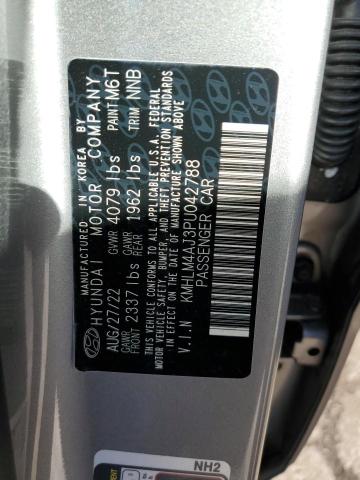 HYUNDAI MANUFACTURED IN KOREA BY
MOTOR COMPANY
AUG/27/22 GVWR 4079 lbs PAINT M6T
GAWR FRONT 2337 lbs GAWR REAR 1962 lbs TRIM NNB
THIS VEHICLE CONFORMS TO ALL APPLICABLE U.S.A. FEDERAL
MOTOR VEHICLE SAFETY, BUMPER, AND THEFT PREVENTION
STANDARDS IN EFFECT ON THE DATE OF MANUFACTURE SHOWN ABOVE.
V.I.N KMHLM4AJ3PU042788
PASSENGER CAR
NH2